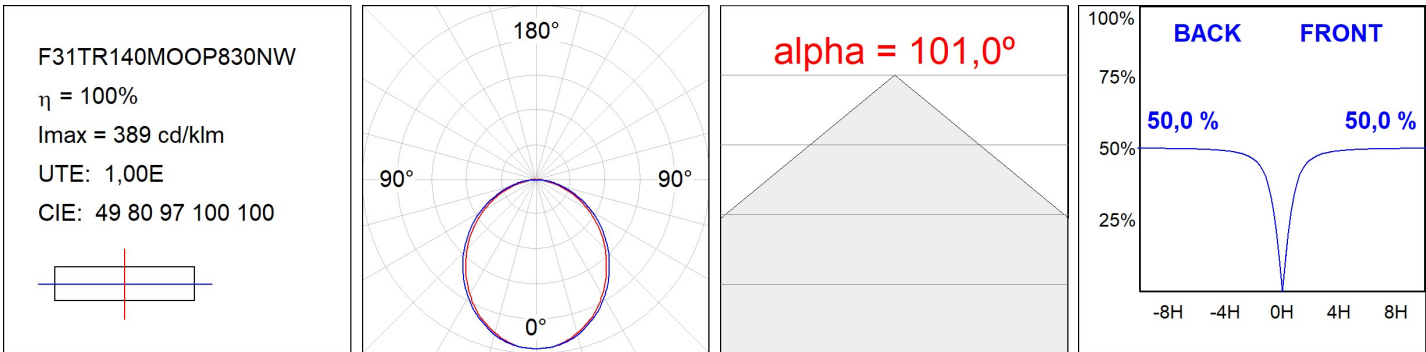 F31TR140MOOP830NW
η = 100%
Imax = 389 cd/klm
UTE: 1,00E
CIE: 49 80 97 100 100
180°
90°
90°
0°
alpha = 101,0º
100%
BACK
FRONT
75%
50,0 %
50,0 %
50%
25%
-8H
-4H
0H
4H
8H